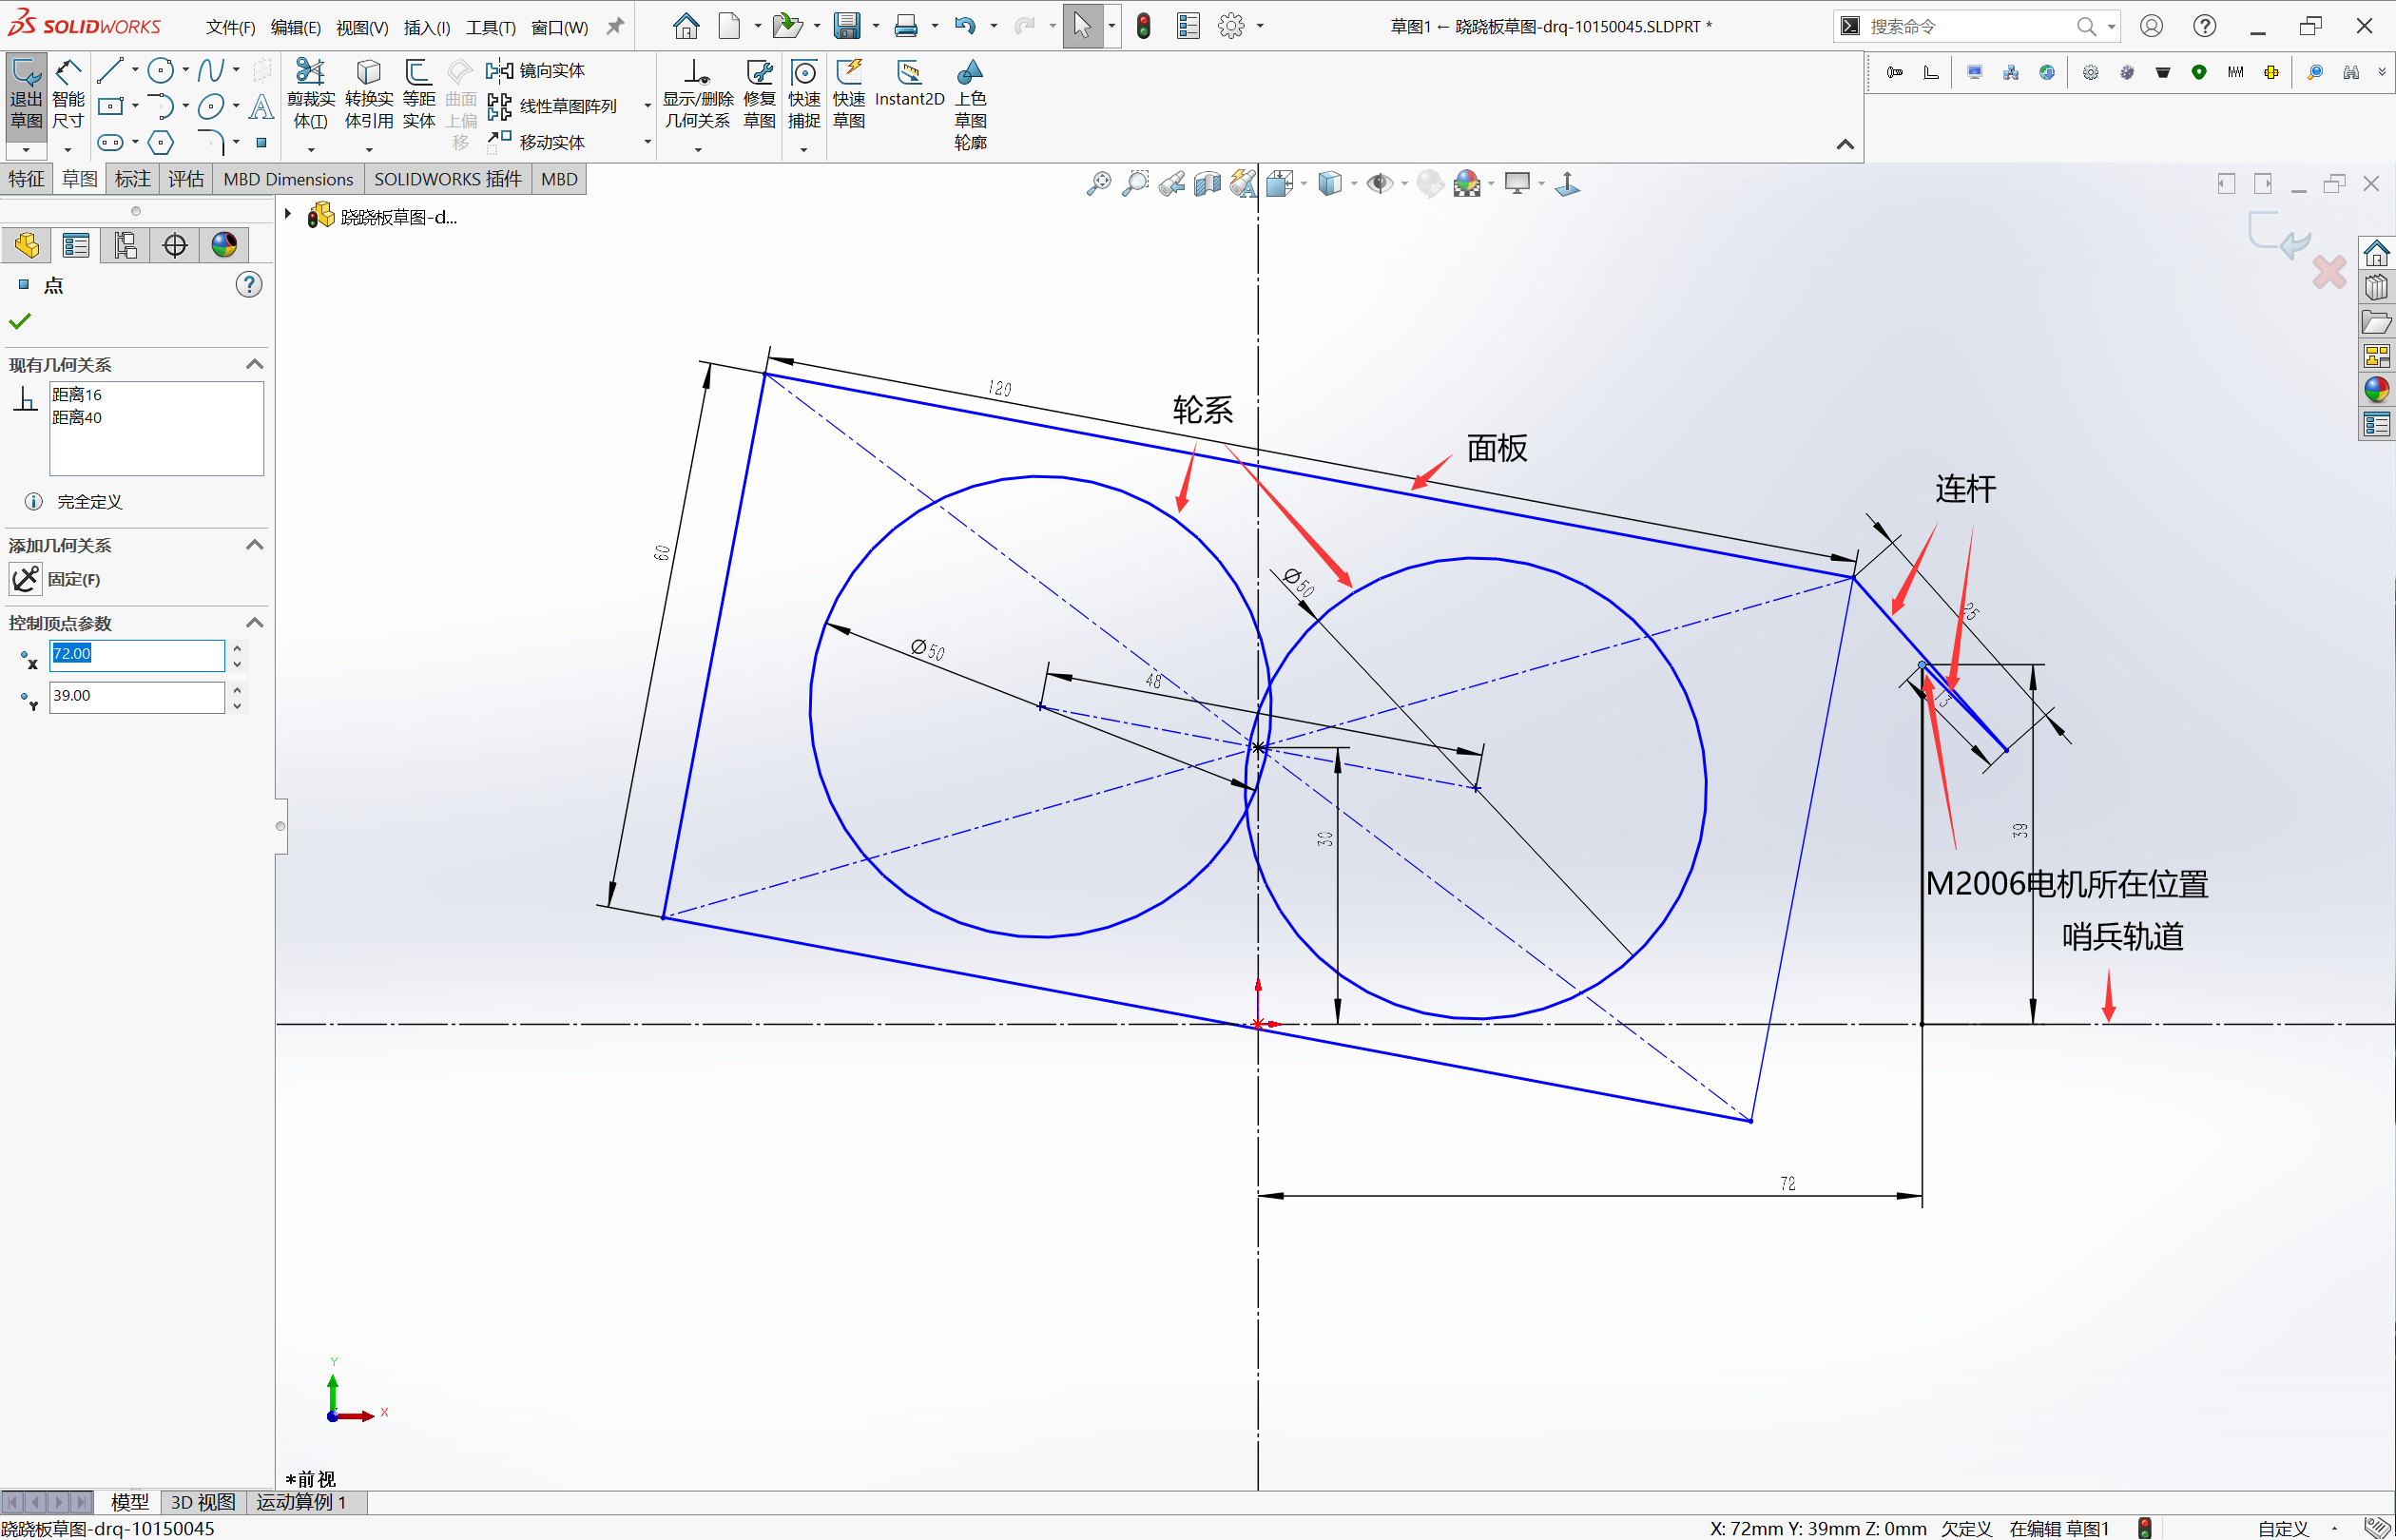 SOLIDWORKS
文件(F) 编辑(E) 视图(V) 插入(I) 工具(T) 窗口(W)
草图1 ← 跷跷板草图-drq-10150045.SLDPRT *
搜索命令
退出草图
智能尺寸
剪裁实体(T)
转换实体引用
等距实体
曲面上偏移
镜向实体
线性草图阵列
移动实体
显示/删除几何关系
修复草图
快速捕捉
快速草图
Instant2D
上色草图轮廓
特征 草图 标注 评估 MBD Dimensions SOLIDWORKS 插件 MBD
跷跷板草图-d...
点
现有几何关系
距离16
距离40
完全定义
添加几何关系
固定(F)
控制顶点参数
X 72.00
Y 39.00
120
轮系
面板
连杆
60
Ø50
Ø50
48
25
13
30
39
M2006电机所在位置
哨兵轨道
72
Y
X
*前视
模型 3D 视图 运动算例 1
跷跷板草图-drq-10150045
X: 72mm Y: 39mm Z: 0mm 欠定义 在编辑 草图1 自定义